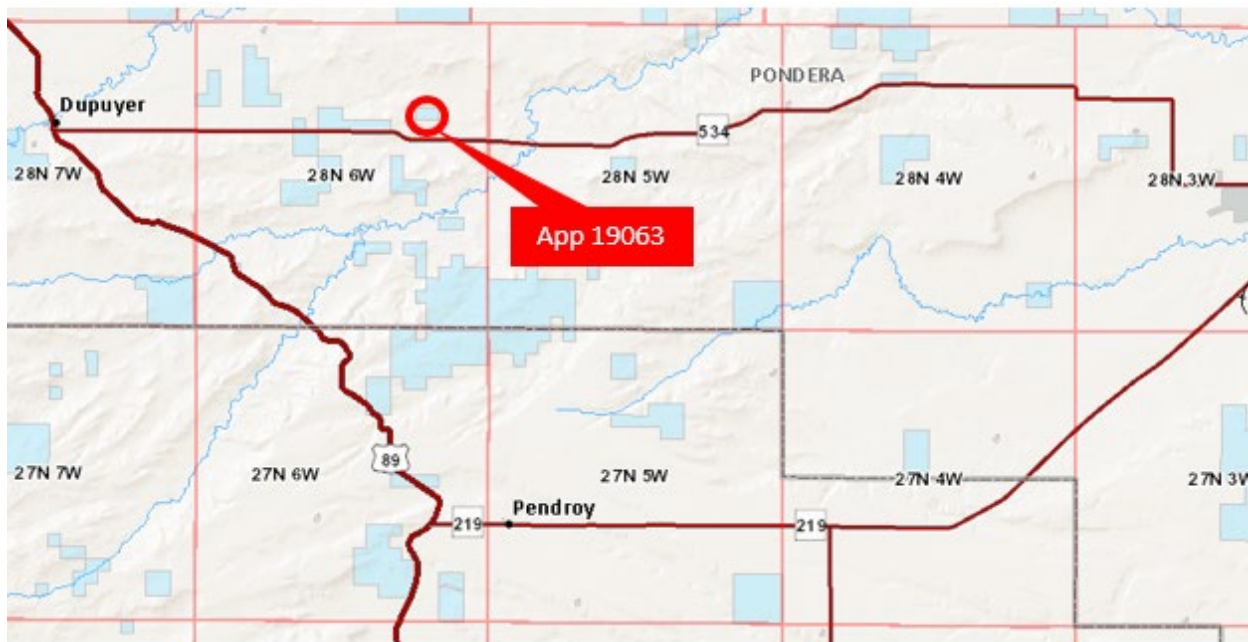 PONDERA
Dupuyer
534
28N 7W
28N 6W
28N 5W
28N 4W
28N 3W
App 19063
89
27N 7W
27N 6W
27N 5W
27N 4W
27N 3W
219
Pendroy
219